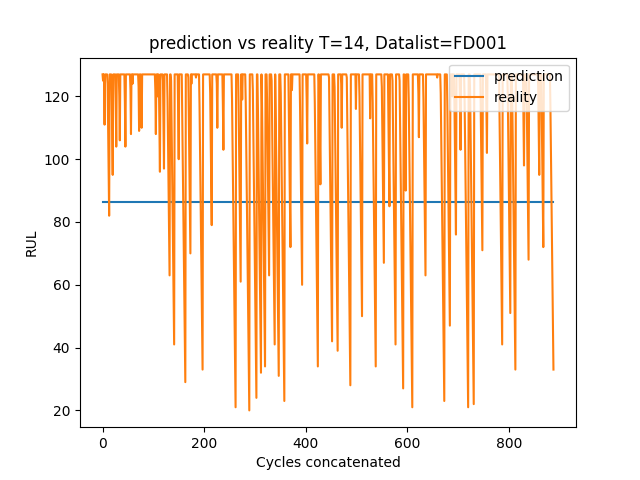 prediction vs reality T=14, Datalist=FD001
prediction
reality
RUL
120
100
80
60
40
20
0
200
400
600
800
Cycles concatenated